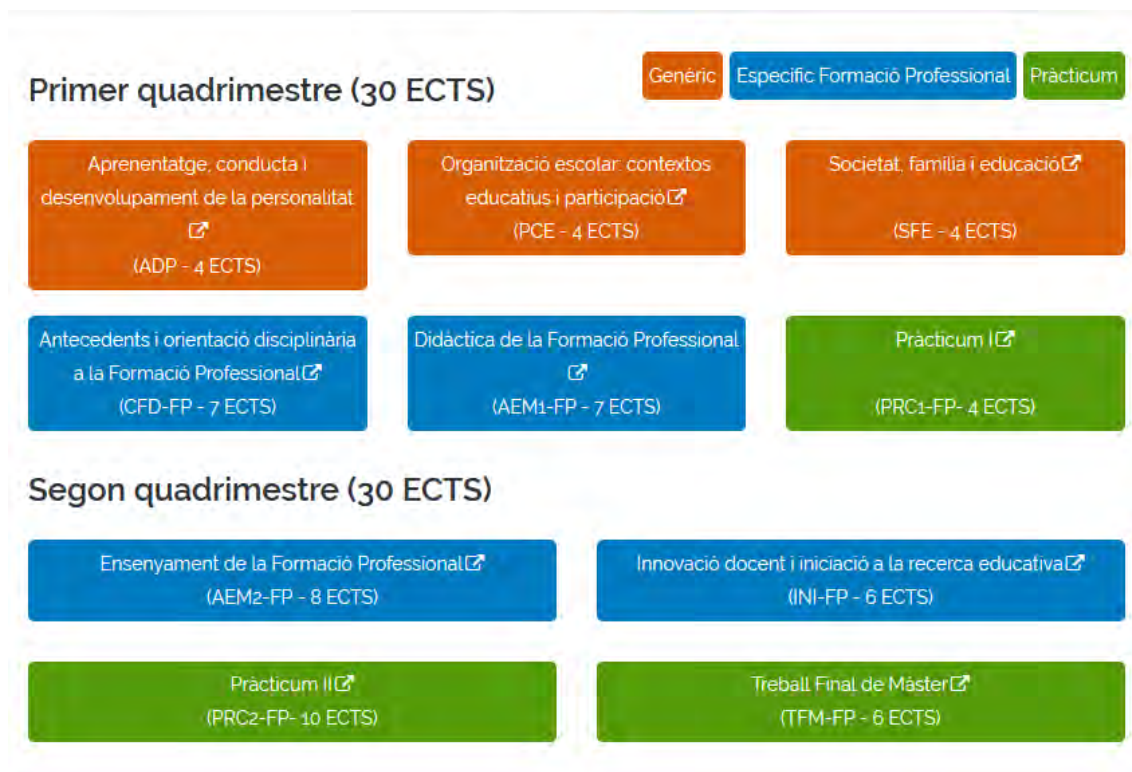 Primer quadrimestre (30 ECTS)
Genèric
Específic Formació Professional
Pràcticum
Aprenentatge, conducta i
desenvolupament de la personalitat
(ADP - 4 ECTS)
Organització escolar: contextos
educatius i participació
(PCE - 4 ECTS)
Societat, família i educació
(SFE - 4 ECTS)
Antecedents i orientació disciplinària
a la Formació Professional
(CFD-FP - 7 ECTS)
Didàctica de la Formació Professional
(AEM1-FP - 7 ECTS)
Pràcticum I
(PRC1-FP- 4 ECTS)
Segon quadrimestre (30 ECTS)
Ensenyament de la Formació Professional
(AEM2-FP - 8 ECTS)
Innovació docent i iniciació a la recerca educativa
(INI-FP - 6 ECTS)
Pràcticum II
(PRC2-FP- 10 ECTS)
Treball Final de Màster
(TFM-FP - 6 ECTS)